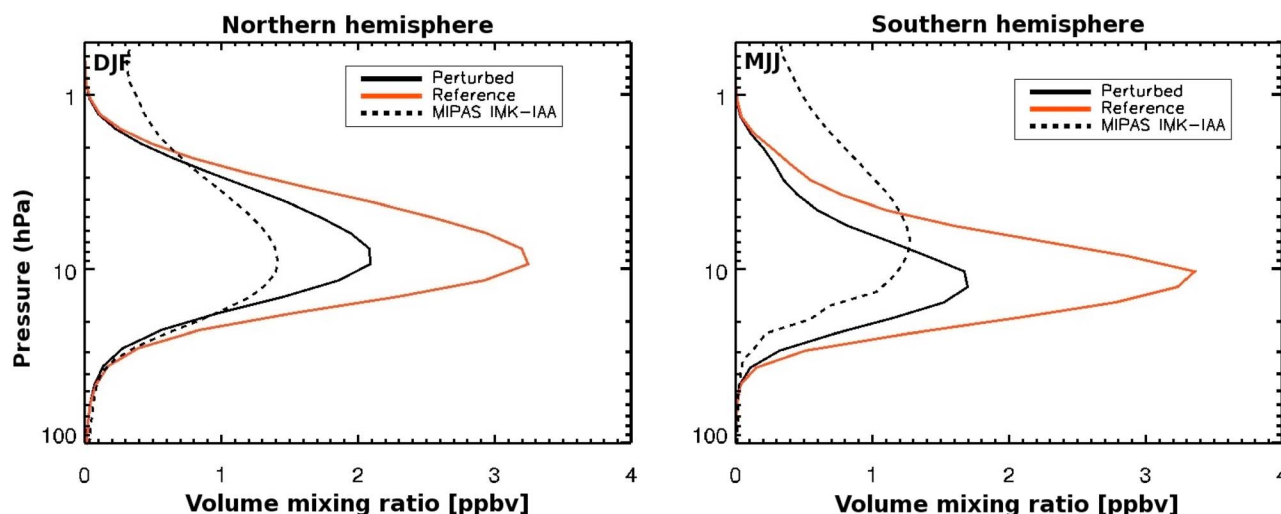 Northern hemisphere
DJF
Perturbed
Reference
MIPAS IMK-IAA
1
10
100
Pressure (hPa)
0 1 2 3 4
Volume mixing ratio [ppbv]
Southern hemisphere
MJJ
Perturbed
Reference
MIPAS IMK-IAA
1
10
100
0 1 2 3 4
Volume mixing ratio [ppbv]